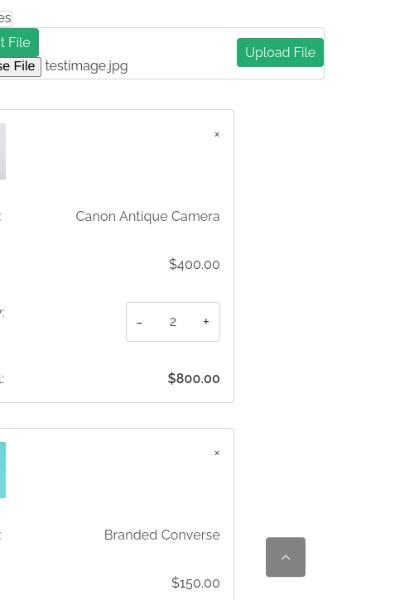 es
t File
Upload File
se File testimage.jpg
×
: Canon Antique Camera
$400.00
y:
- 2 +
l: $800.00
×
: Branded Converse
$150.00